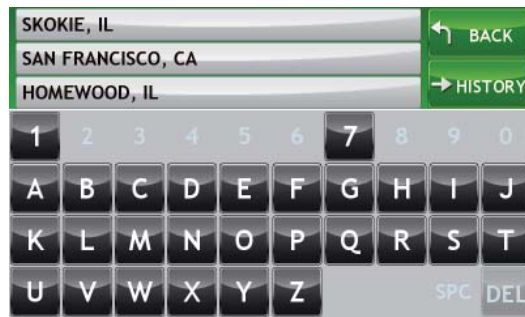 SKOKIE, IL
BACK
SAN FRANCISCO, CA
HOMEWOOD, IL
HISTORY
1 2 3 4 5 6 7 8 9 0
A B C D E F G H I J
K L M N O P Q R S T
U V W X Y Z SPC DEL